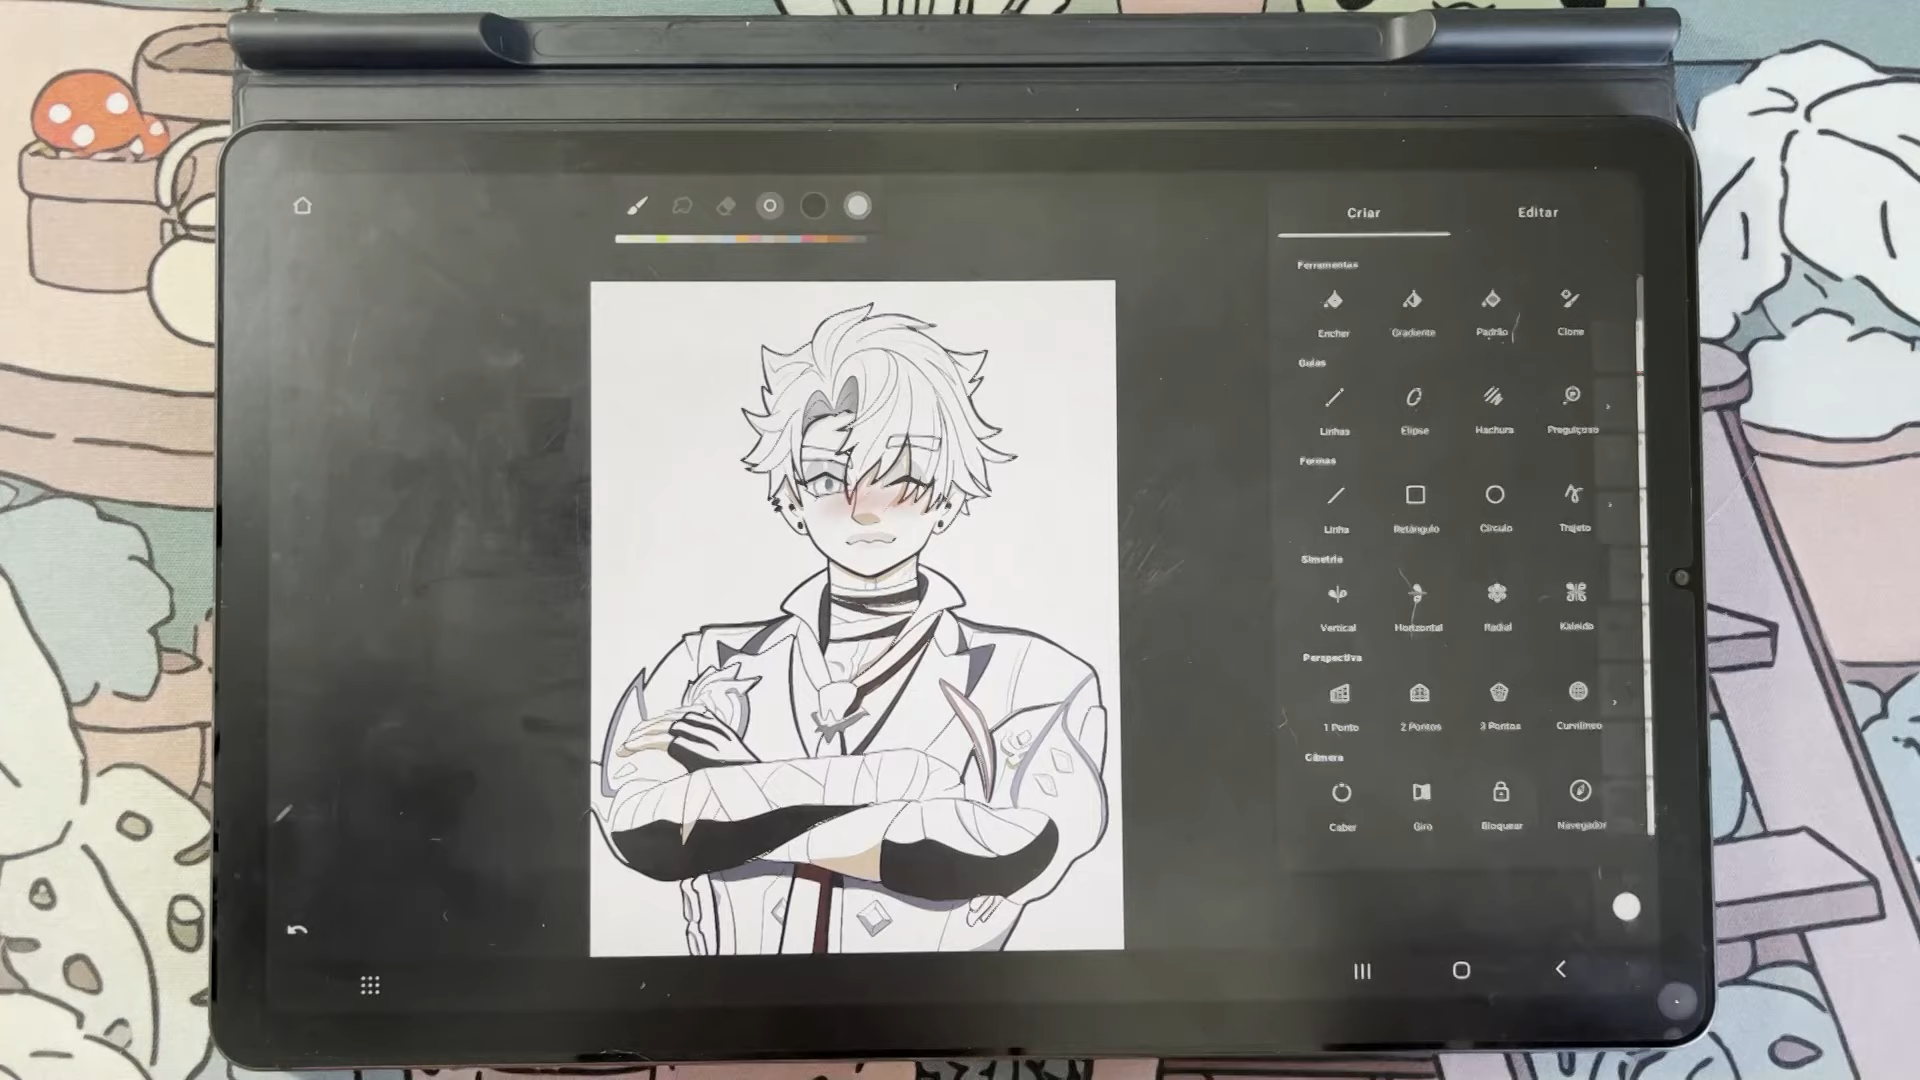 Criar Editar
Ferramentas
Encher Gradiente Padrão Clone
Guias
Linhas Elipse Hachura Preguiçoso
Formas
Linha Retângulo Círculo Trajeto
Simetria
Vertical Horizontal Radial Kaleido
Perspectiva
1 Ponto 2 Pontos 3 Pontos Curvilíneo
Câmera
Caber Giro Bloquear Navegador